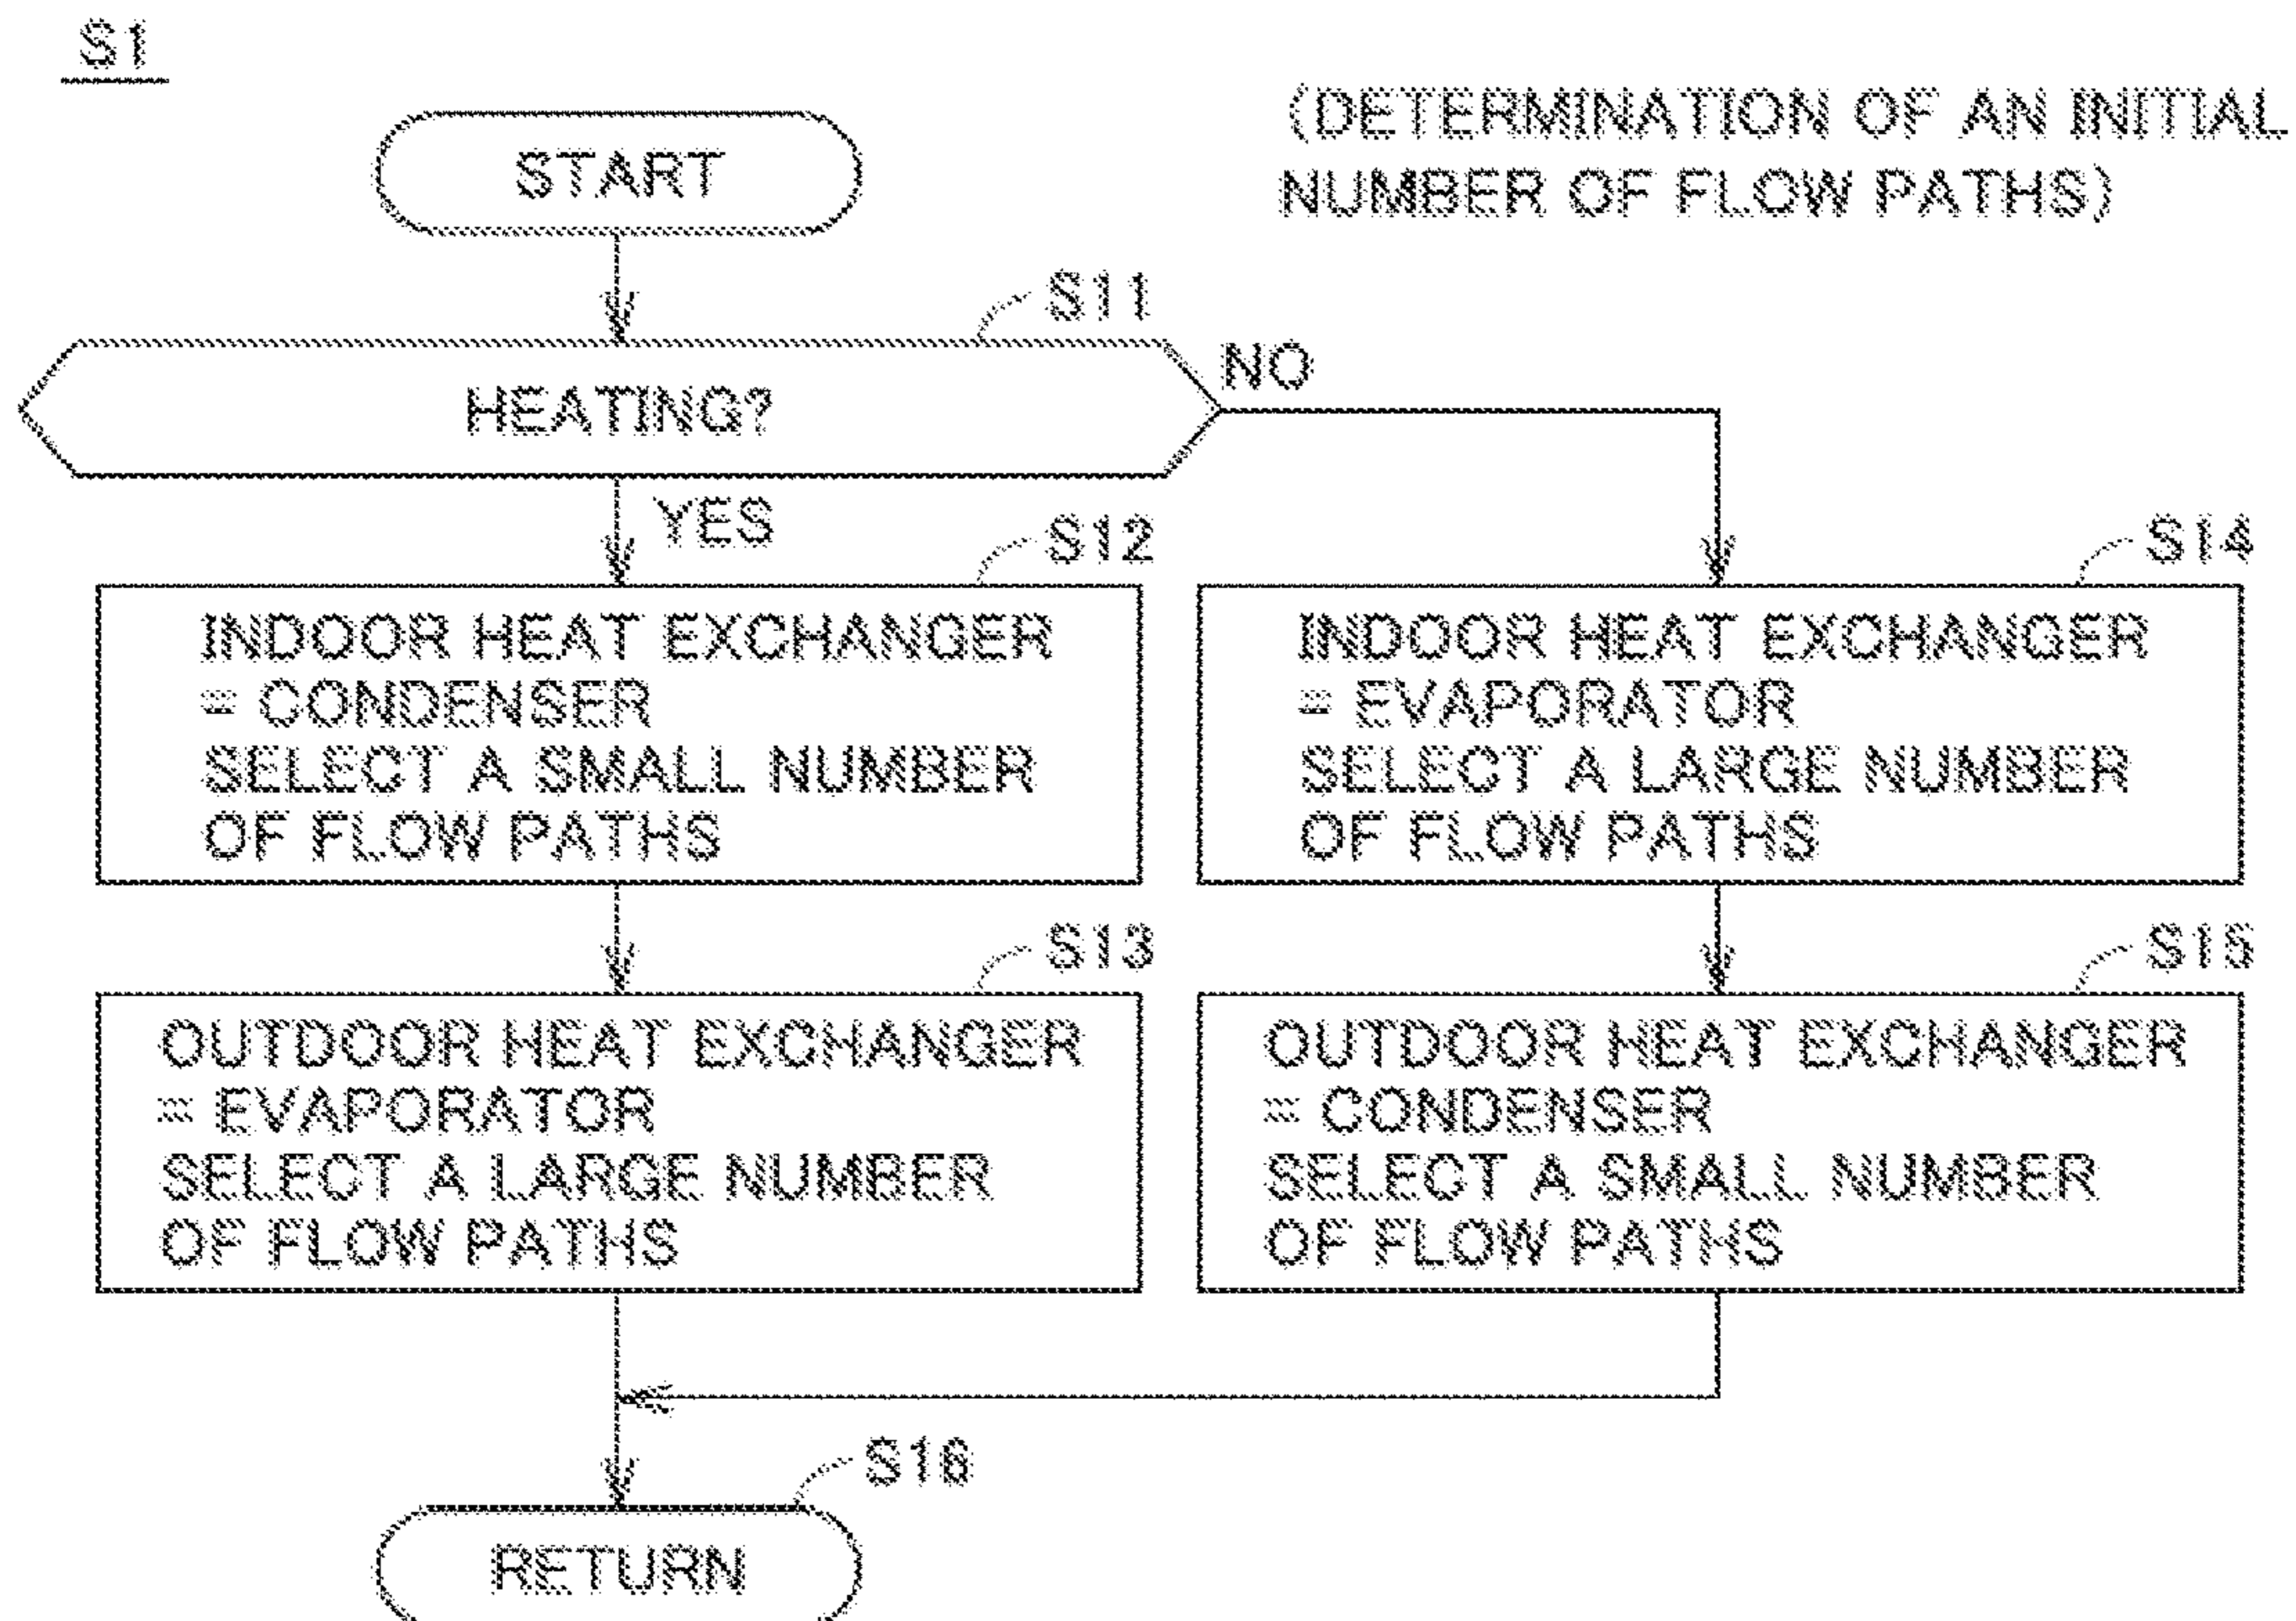 S1
(DETERMINATION OF AN INITIAL
NUMBER OF FLOW PATHS)
START
S11
HEATING?
NO
YES
S12
INDOOR HEAT EXCHANGER
= CONDENSER
SELECT A SMALL NUMBER
OF FLOW PATHS
S14
INDOOR HEAT EXCHANGER
= EVAPORATOR
SELECT A LARGE NUMBER
OF FLOW PATHS
S13
OUTDOOR HEAT EXCHANGER
= EVAPORATOR
SELECT A LARGE NUMBER
OF FLOW PATHS
S15
OUTDOOR HEAT EXCHANGER
= CONDENSER
SELECT A SMALL NUMBER
OF FLOW PATHS
S16
RETURN